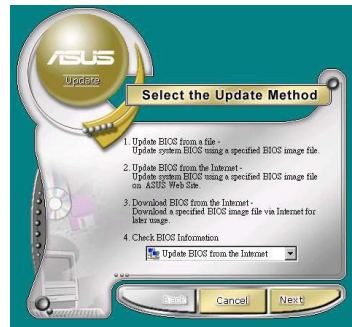 ASUS
Update
Select the Update Method
1. Update BIOS from a file -
Update system BIOS using a specified BIOS image file.
2. Update BIOS from the Internet -
Update system BIOS using a specified BIOS image file
on ASUS Web Site.
3. Download BIOS from the Internet -
Download a specified BIOS image file via Internet for
later usage.
4. Check BIOS Information
Update BIOS from the Internet
Back
Cancel
Next